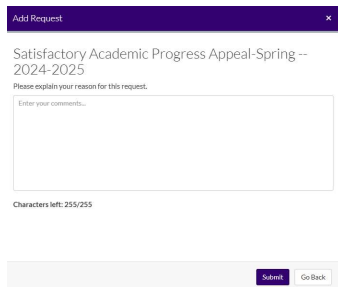 Add Request ×
Satisfactory Academic Progress Appeal-Spring --
2024-2025
Please explain your reason for this request.
Enter your comments...
Characters left: 255/255
Submit Go Back